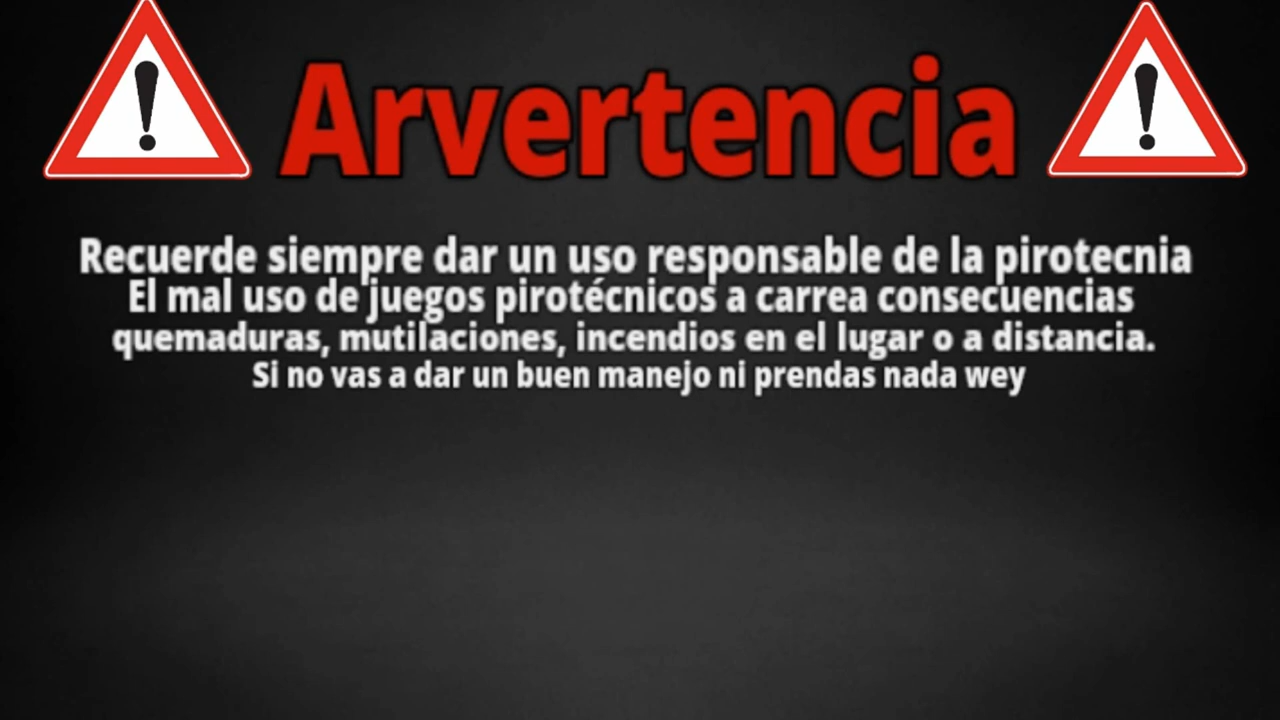 Arvertencia
Recuerde siempre dar un uso responsable de la pirotecnia
El mal uso de juegos pirotécnicos a carrea consecuencias
quemaduras, mutilaciones, incendios en el lugar o a distancia.
Si no vas a dar un buen manejo ni prendas nada wey